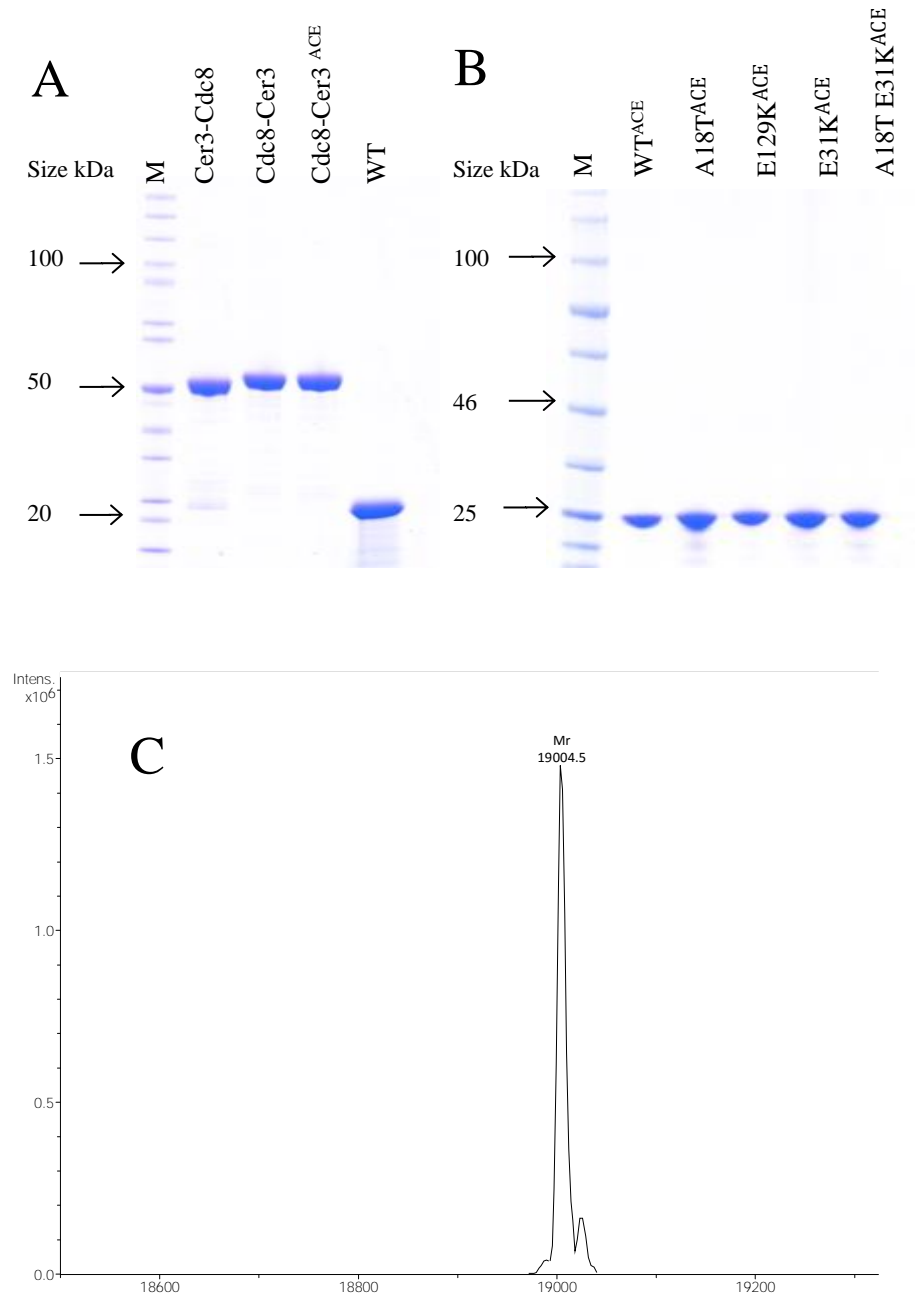 A
Size kDa
M
Cer3-Cdc8
Cdc8-Cer3
Cdc8-Cer3 ACE
WT
100
50
20
B
Size kDa
M
WTACE
A18TACE
E129KACE
E31KACE
A18T E31KACE
100
46
25
C
Intens.
x106
Mr
19004.5
1.5
1.0
0.5
0.0
18600 18800 19000 19200